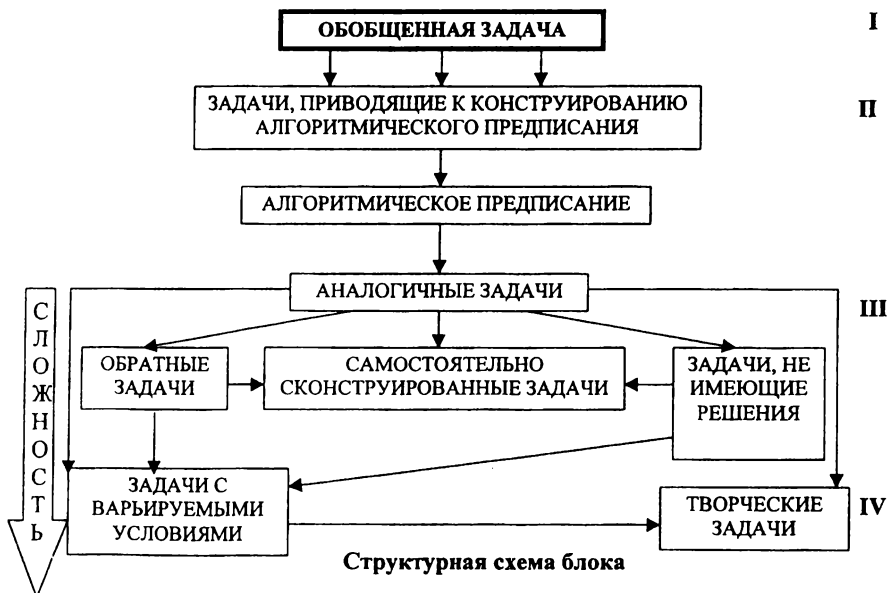 ОБОБЩЕННАЯ ЗАДАЧА
I
ЗАДАЧИ, ПРИВОДЯЩИЕ К КОНСТРУИРОВАНИЮ
АЛГОРИТМИЧЕСКОГО ПРЕДПИСАНИЯ
II
АЛГОРИТМИЧЕСКОЕ ПРЕДПИСАНИЕ
АНАЛОГИЧНЫЕ ЗАДАЧИ
III
СЛОЖНОСТЬ
ОБРАТНЫЕ
ЗАДАЧИ
САМОСТОЯТЕЛЬНО
СКОНСТРУИРОВАННЫЕ ЗАДАЧИ
ЗАДАЧИ, НЕ
ИМЕЮЩИЕ
РЕШЕНИЯ
ЗАДАЧИ С
ВАРЬИРУЕМЫМИ
УСЛОВИЯМИ
ТВОРЧЕСКИЕ
ЗАДАЧИ
IV
Структурная схема блока